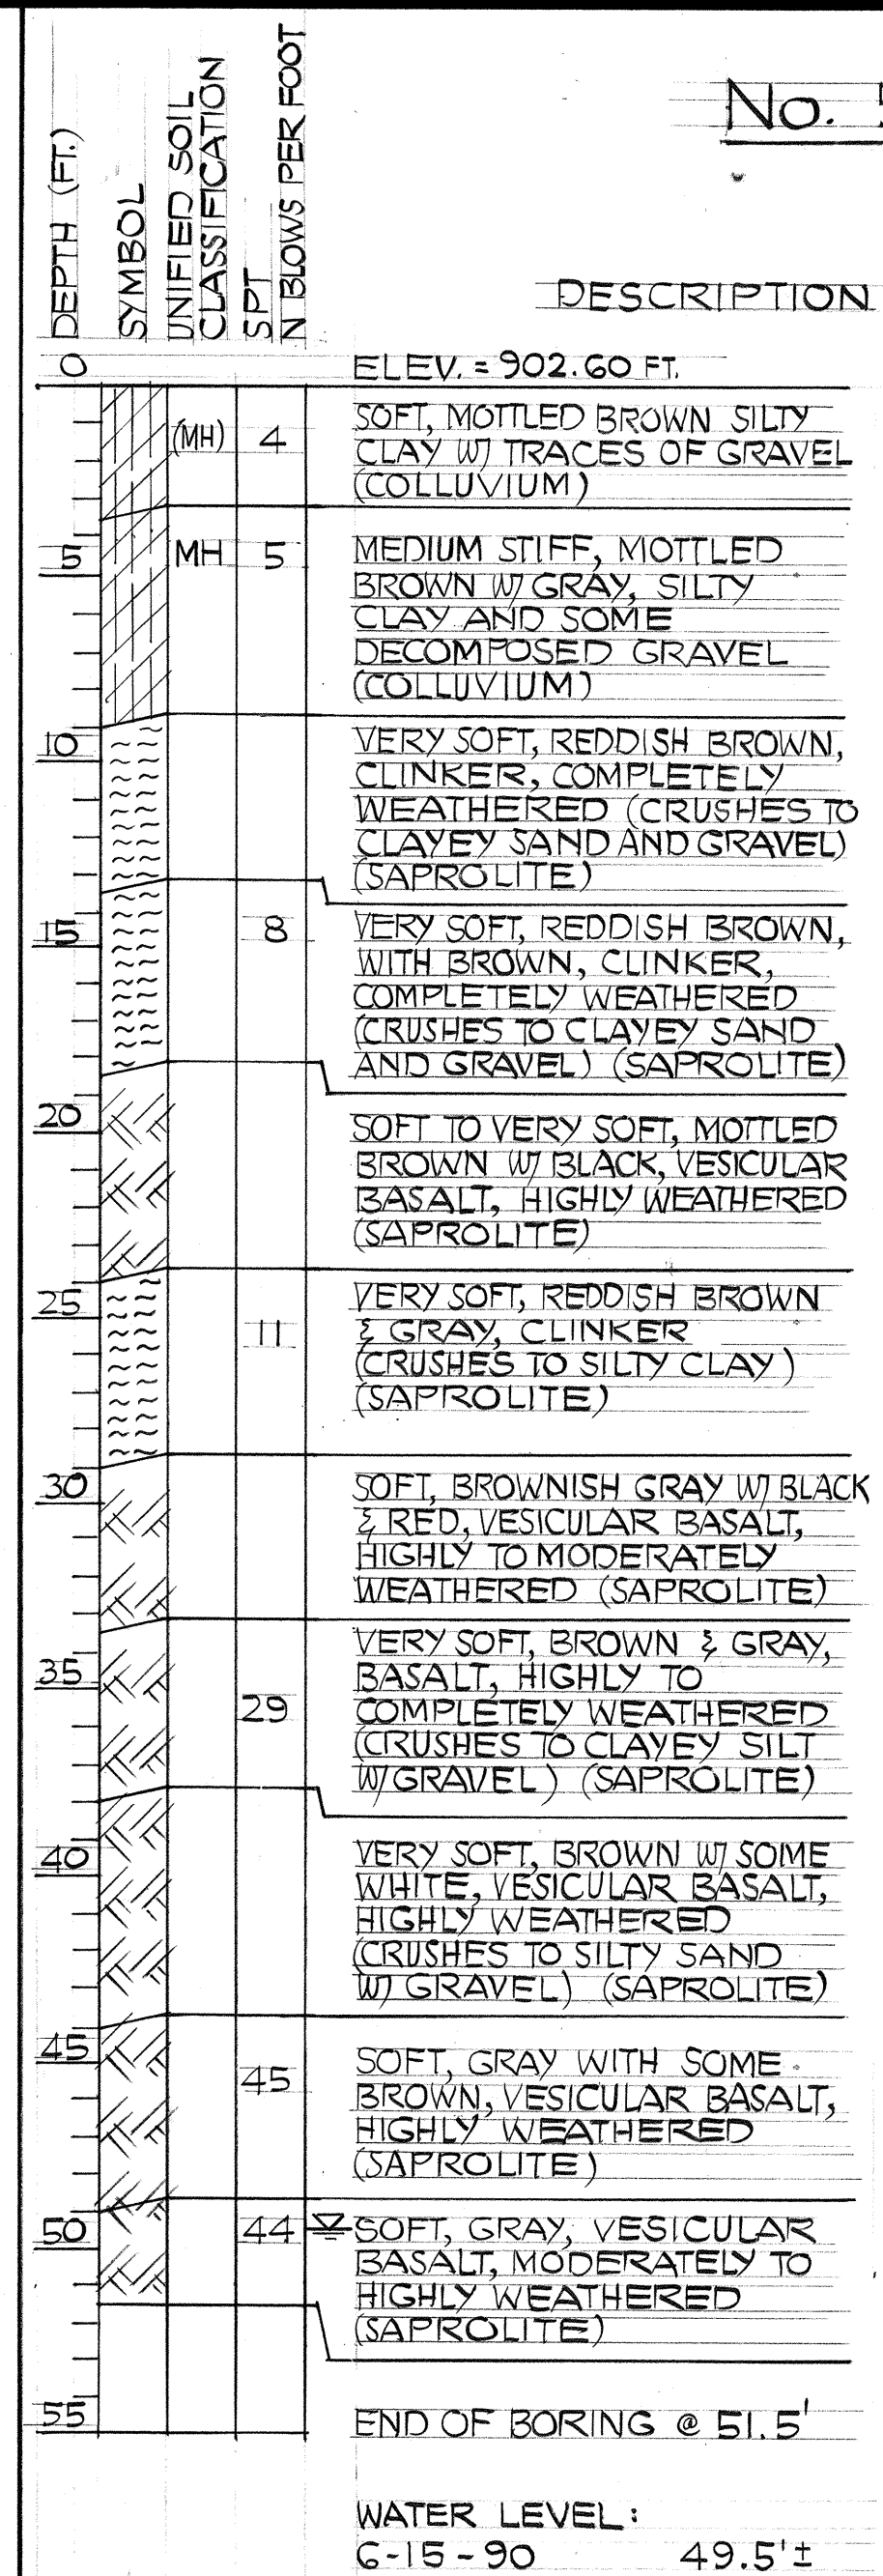 DEPTH (FT.)
SYMBOL
UNIFIED SOIL
CLASSIFICATION
SPT
N BLOWS PER FOOT
No.
DESCRIPTION
0
ELEV. = 902.60 FT.
(MH) 4
SOFT, MOTTLED BROWN SILTY
CLAY W/ TRACES OF GRAVEL
(COLLUVIUM)
5 MH 5
MEDIUM STIFF, MOTTLED
BROWN W/ GRAY, SILTY
CLAY AND SOME
DECOMPOSED GRAVEL
(COLLUVIUM)
10
VERY SOFT, REDDISH BROWN,
CLINKER, COMPLETELY
WEATHERED (CRUSHES TO
CLAYEY SAND AND GRAVEL)
(SAPROLITE)
15 8
VERY SOFT, REDDISH BROWN,
WITH BROWN, CLINKER,
COMPLETELY WEATHERED
(CRUSHES TO CLAYEY SAND
AND GRAVEL) (SAPROLITE)
20
SOFT TO VERY SOFT, MOTTLED
BROWN W/ BLACK, VESICULAR
BASALT, HIGHLY WEATHERED
(SAPROLITE)
25 11
VERY SOFT, REDDISH BROWN
& GRAY, CLINKER
(CRUSHES TO SILTY CLAY)
(SAPROLITE)
30
SOFT, BROWNISH GRAY W/ BLACK
& RED, VESICULAR BASALT,
HIGHLY TO MODERATELY
WEATHERED (SAPROLITE)
35 29
VERY SOFT, BROWN & GRAY,
BASALT, HIGHLY TO
COMPLETELY WEATHERED
(CRUSHES TO CLAYEY SILT
W/ GRAVEL) (SAPROLITE)
40
VERY SOFT, BROWN W/ SOME
WHITE, VESICULAR BASALT,
HIGHLY WEATHERED
(CRUSHES TO SILTY SAND
W/ GRAVEL) (SAPROLITE)
45 45
SOFT, GRAY WITH SOME
BROWN, VESICULAR BASALT,
HIGHLY WEATHERED
(SAPROLITE)
50 44
SOFT, GRAY, VESICULAR
BASALT, MODERATELY TO
HIGHLY WEATHERED
(SAPROLITE)
55
END OF BORING @ 51.5'
WATER LEVEL:
6-15-90 49.5'±